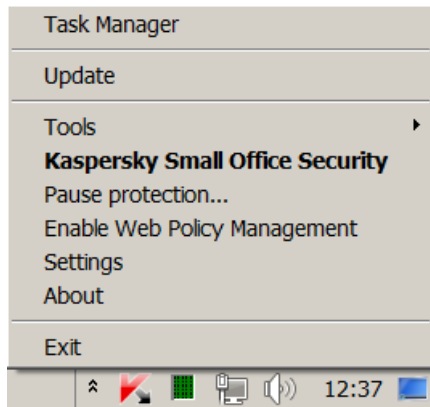 Task Manager
Update
Tools
Kaspersky Small Office Security
Pause protection...
Enable Web Policy Management
Settings
About
Exit
12:37